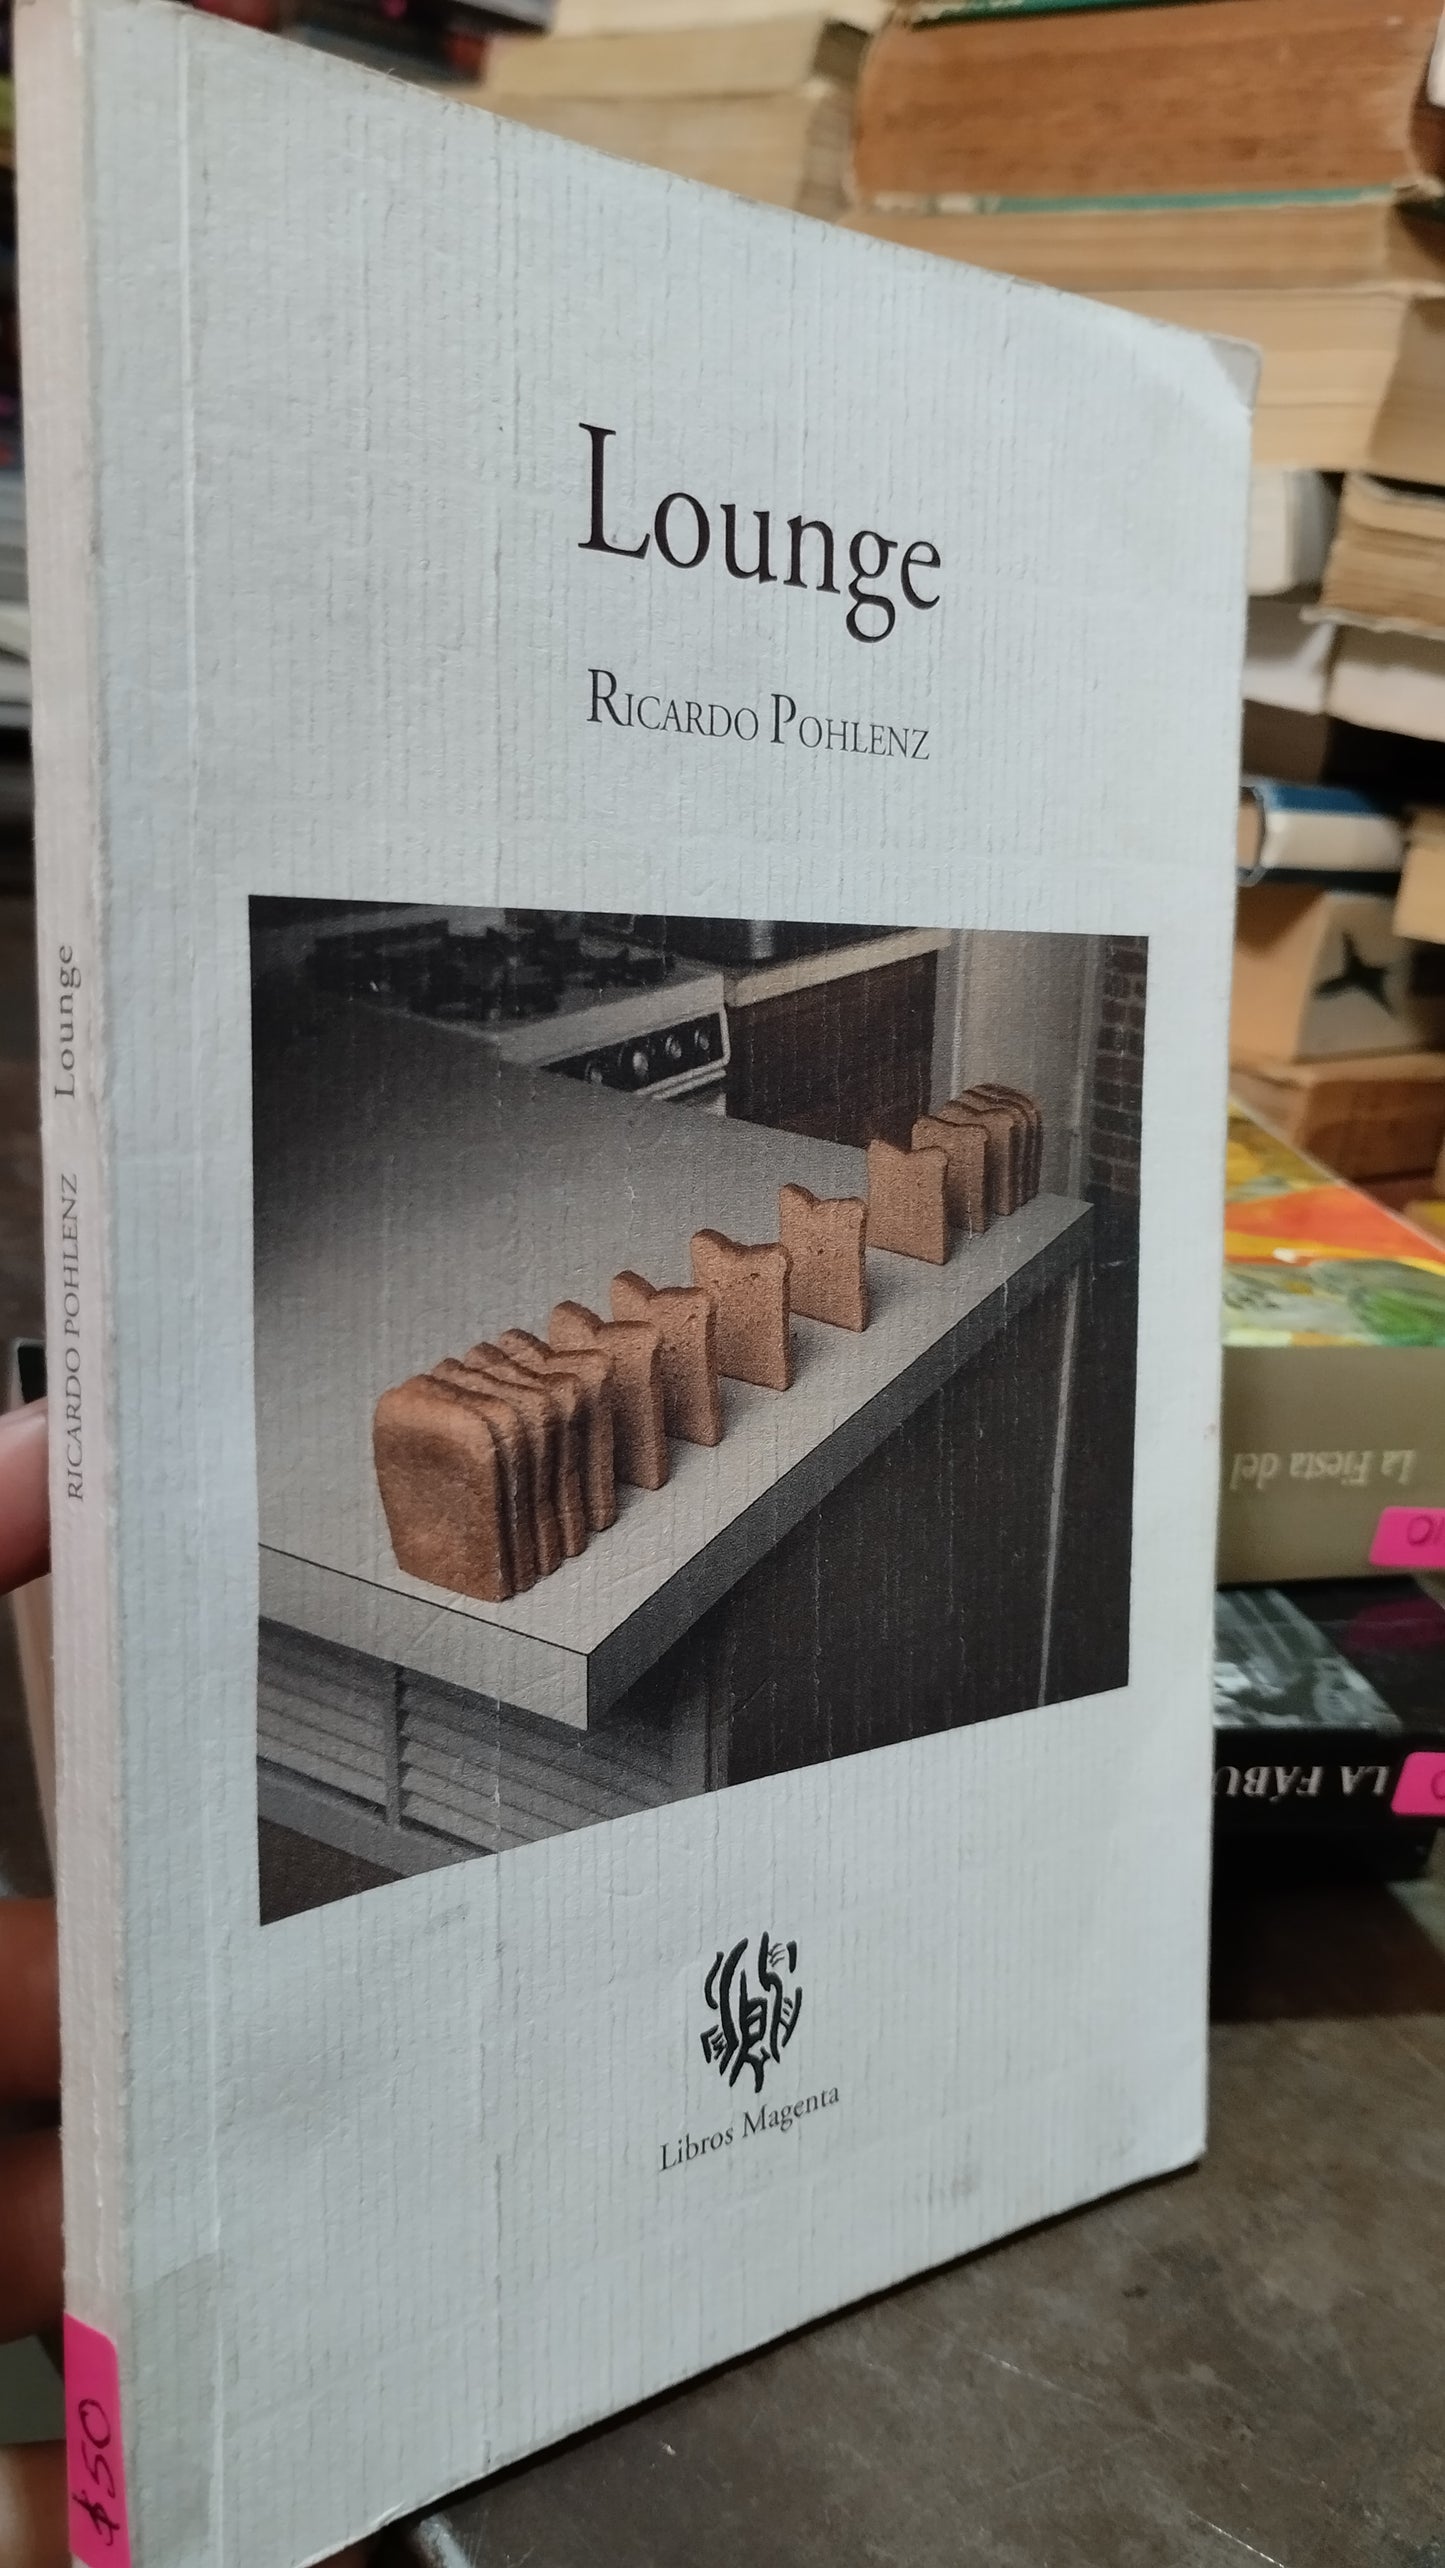 Lounge
RICARDO POHLENZ
RICARDO POHLENZ Lounge
Libros Magenta
$50
La Fiesta del
LA FÁBU